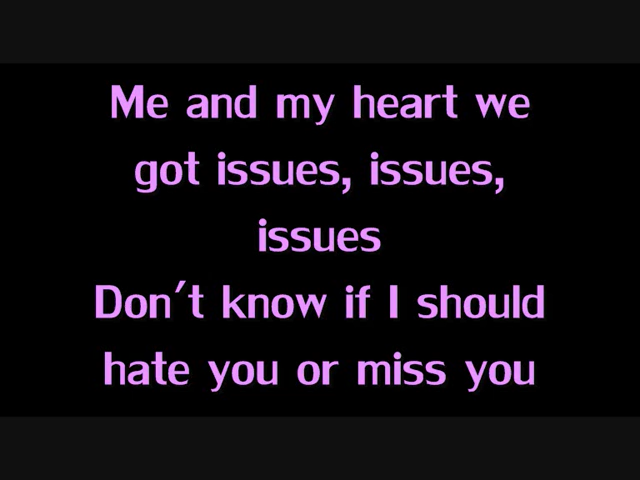 Me and my heart we
got issues, issues,
issues
Don't know if I should
hate you or miss you